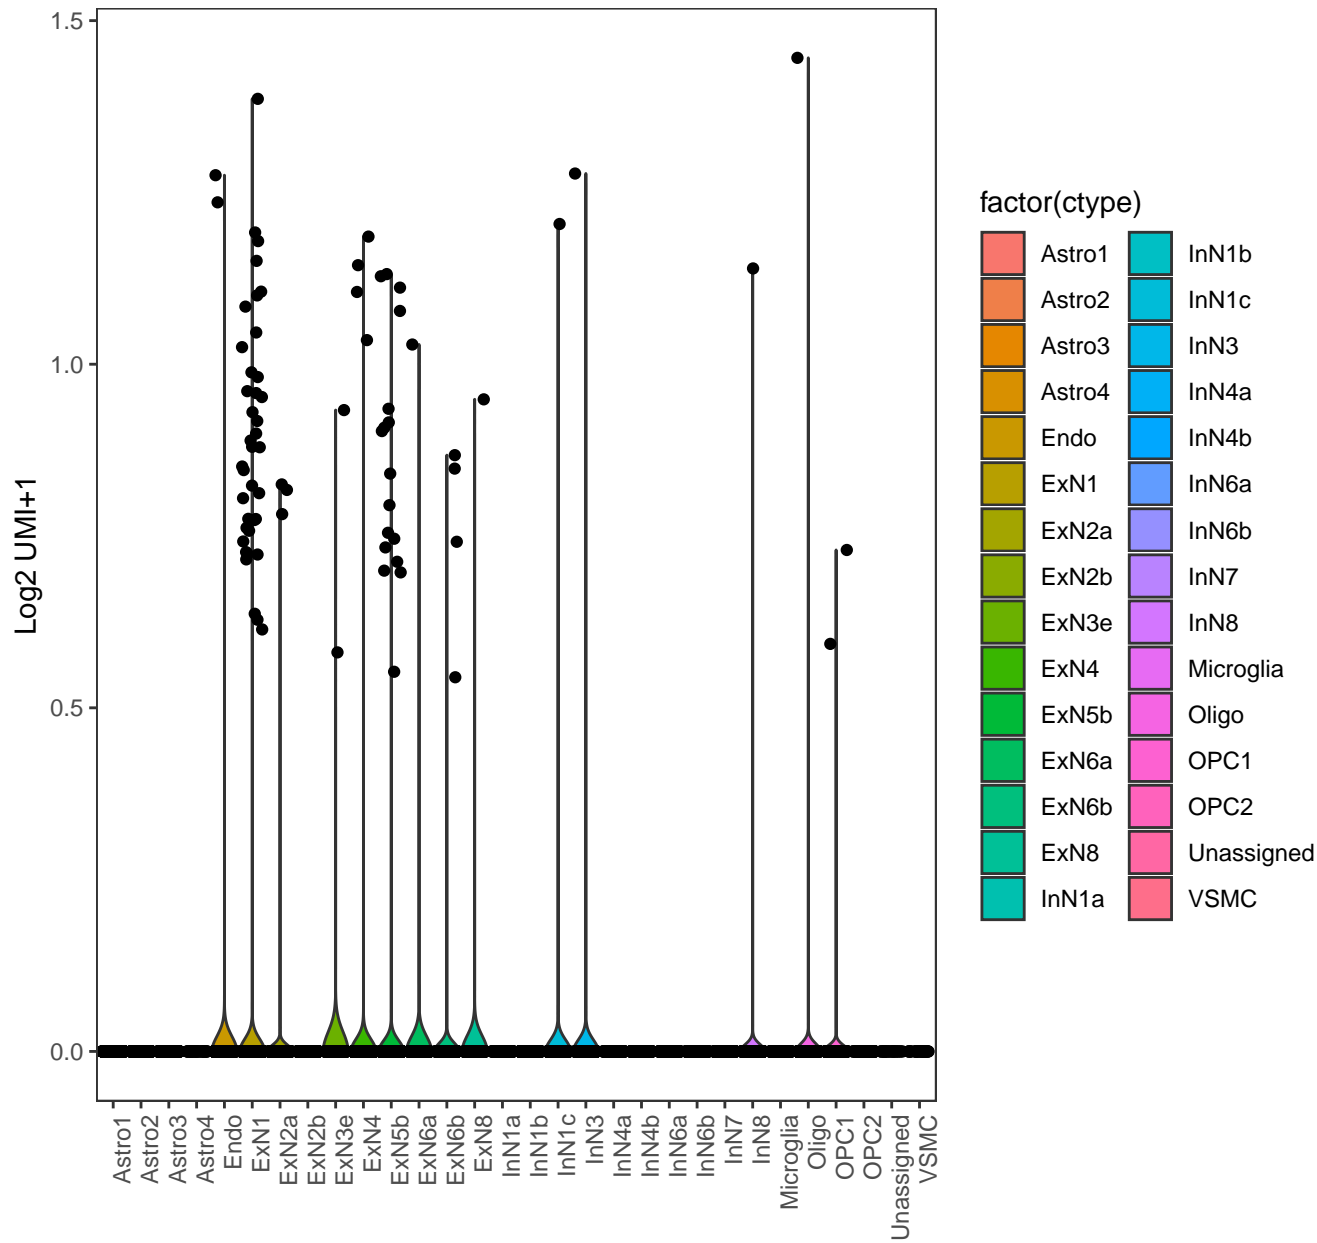 1.5
1.0
0.5
0.0
Log2 UMI+1
Astro1
Astro2
Astro3
Astro4
Endo
ExN1
ExN2a
ExN2b
ExN3e
ExN4
ExN5b
ExN6a
ExN6b
ExN8
InN1a
InN1b
InN1c
InN3
InN4a
InN4b
InN6a
InN6b
InN7
InN8
Microglia
Oligo
OPC1
OPC2
Unassigned
VSMC
factor(ctype)
Astro1
Astro2
Astro3
Astro4
Endo
ExN1
ExN2a
ExN2b
ExN3e
ExN4
ExN5b
ExN6a
ExN6b
ExN8
InN1a
InN1b
InN1c
InN3
InN4a
InN4b
InN6a
InN6b
InN7
InN8
Microglia
Oligo
OPC1
OPC2
Unassigned
VSMC